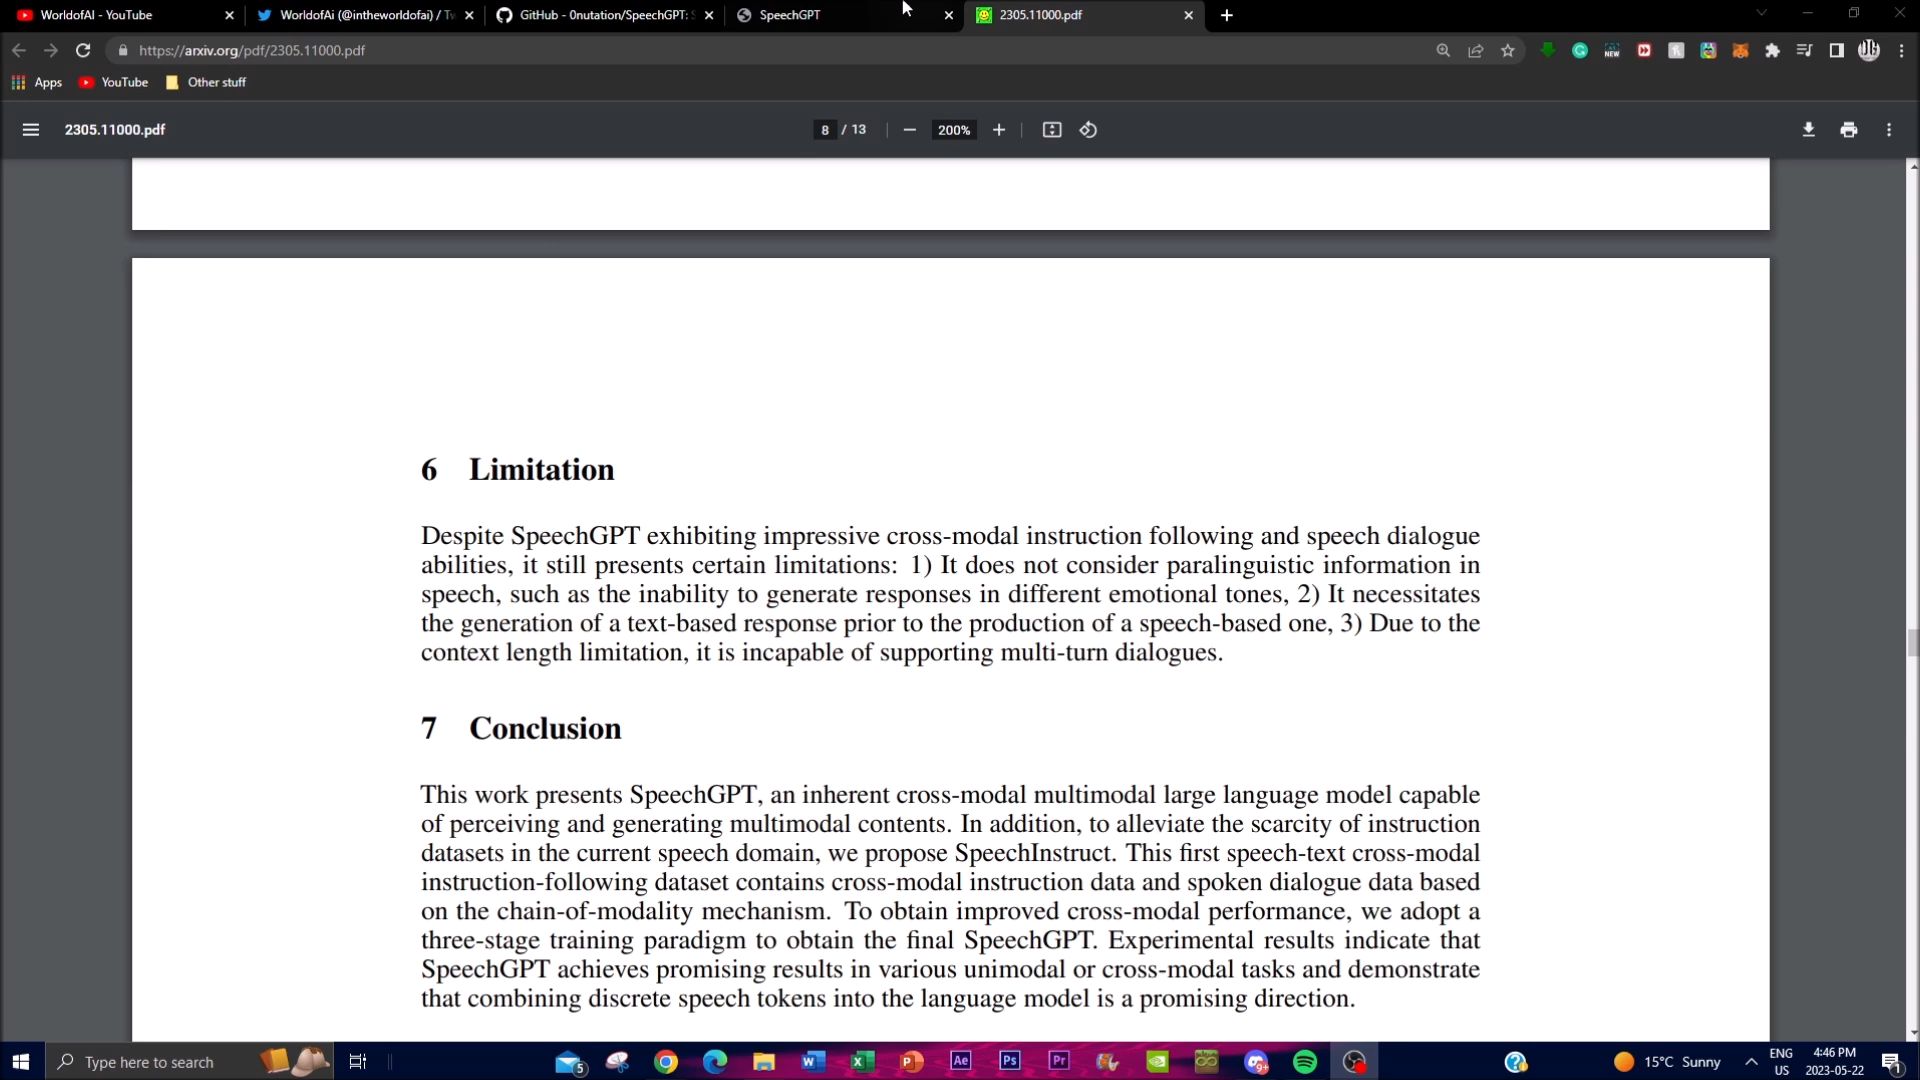 WorldofAI - YouTube
WorldofAi (@intheworldofai) / Tw
GitHub - 0nutation/SpeechGPT: S
SpeechGPT
2305.11000.pdf
https://arxiv.org/pdf/2305.11000.pdf
NEW
Apps
YouTube
Other stuff
2305.11000.pdf
8 / 13
200%
6 Limitation
Despite SpeechGPT exhibiting impressive cross-modal instruction following and speech dialogue
abilities, it still presents certain limitations: 1) It does not consider paralinguistic information in
speech, such as the inability to generate responses in different emotional tones, 2) It necessitates
the generation of a text-based response prior to the production of a speech-based one, 3) Due to the
context length limitation, it is incapable of supporting multi-turn dialogues.
7 Conclusion
This work presents SpeechGPT, an inherent cross-modal multimodal large language model capable
of perceiving and generating multimodal contents. In addition, to alleviate the scarcity of instruction
datasets in the current speech domain, we propose SpeechInstruct. This first speech-text cross-modal
instruction-following dataset contains cross-modal instruction data and spoken dialogue data based
on the chain-of-modality mechanism. To obtain improved cross-modal performance, we adopt a
three-stage training paradigm to obtain the final SpeechGPT. Experimental results indicate that
SpeechGPT achieves promising results in various unimodal or cross-modal tasks and demonstrate
that combining discrete speech tokens into the language model is a promising direction.
Type here to search
5
Ae
Ps
Pr
9+
15°C Sunny
ENG
US
4:46 PM
2023-05-22
1